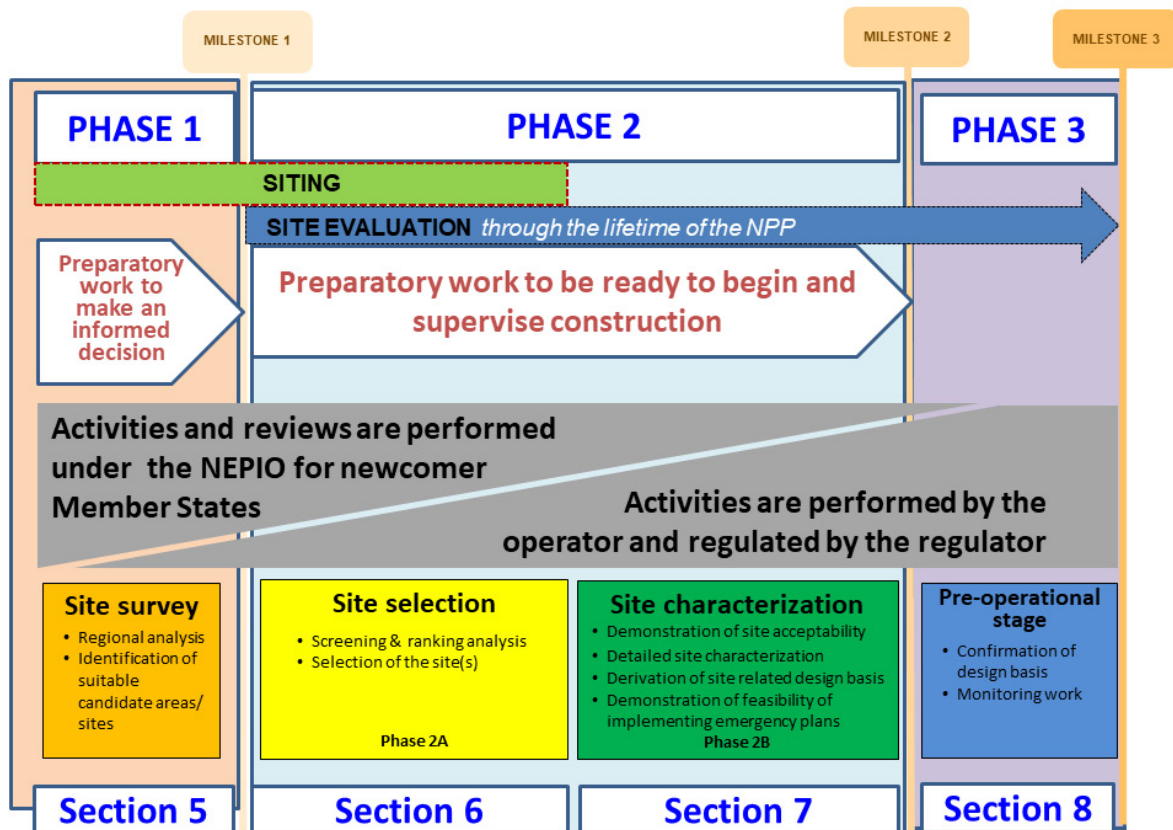 MILESTONE 1
MILESTONE 2
MILESTONE 3
PHASE 1
PHASE 2
PHASE 3
SITING
SITE EVALUATION through the lifetime of the NPP
Preparatory
work to
make an
informed
decision
Preparatory work to be ready to begin and
supervise construction
Activities and reviews are performed
under the NEPIO for newcomer
Member States
Activities are performed by the
operator and regulated by the regulator
Site survey
• Regional analysis
• Identification of
suitable
candidate areas/
sites
Site selection
• Screening & ranking analysis
• Selection of the site(s)
Phase 2A
Site characterization
• Demonstration of site acceptability
• Detailed site characterization
• Derivation of site related design basis
• Demonstration of feasibility of
implementing emergency plans
Phase 2B
Pre-operational
stage
• Confirmation of
design basis
• Monitoring work
Section 5
Section 6
Section 7
Section 8